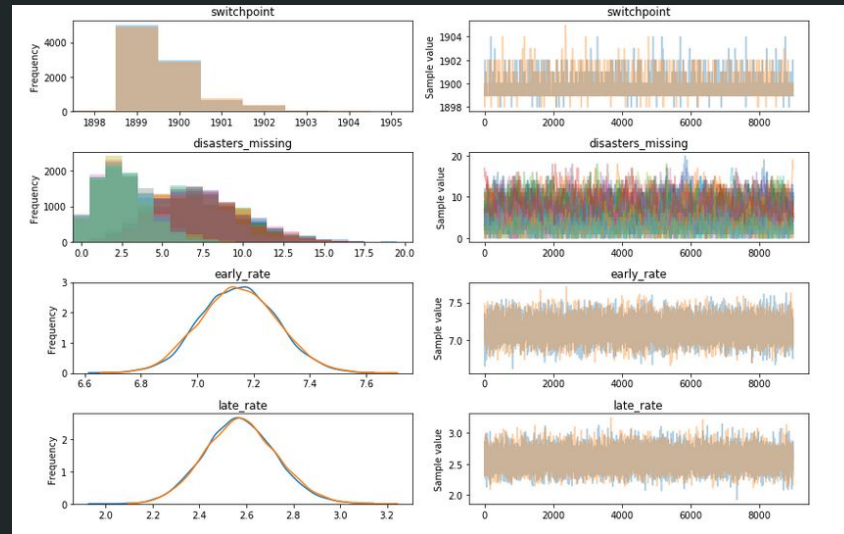 switchpoint
Frequency
4000
2000
0
1898 1899 1900 1901 1902 1903 1904 1905
switchpoint
Sample value
1904
1902
1900
1898
0 2000 4000 6000 8000
disasters_missing
Frequency
2000
1000
0
0.0 2.5 5.0 7.5 10.0 12.5 15.0 17.5 20.0
disasters_missing
Sample value
20
10
0
0 2000 4000 6000 8000
early_rate
Frequency
3
2
1
0
6.6 6.8 7.0 7.2 7.4 7.6
early_rate
Sample value
7.5
7.0
0 2000 4000 6000 8000
late_rate
Frequency
2
1
0
2.0 2.2 2.4 2.6 2.8 3.0 3.2
late_rate
Sample value
3.0
2.5
2.0
0 2000 4000 6000 8000